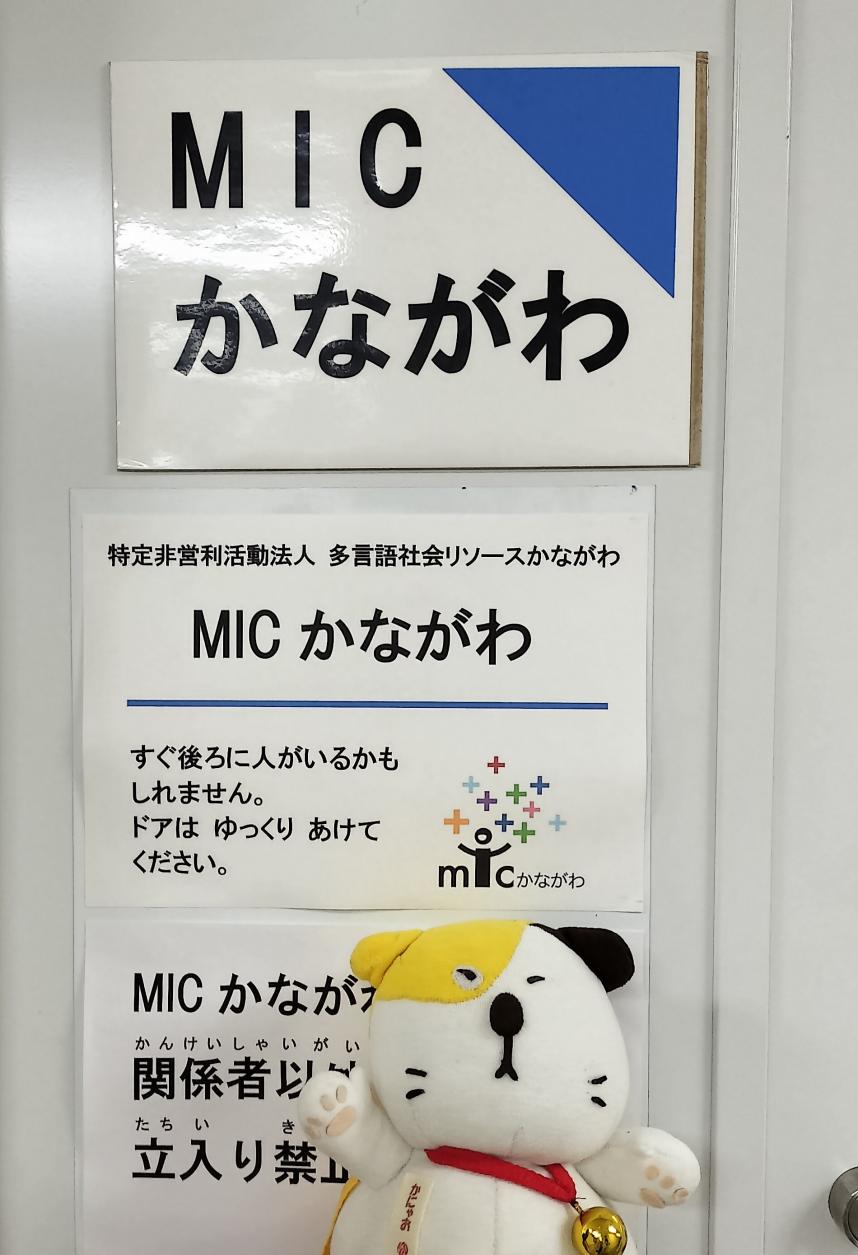 MIC
かながわ
特定非営利活動法人 多言語社会リソースかながわ
MIC かながわ
すぐ後ろに人がいるかも
しれません。
ドアは ゆっくり あけて
ください。
mic かながわ
MIC かなが
かんけいしゃいがい
関係者以
たちい き
立入り禁
かにゃお